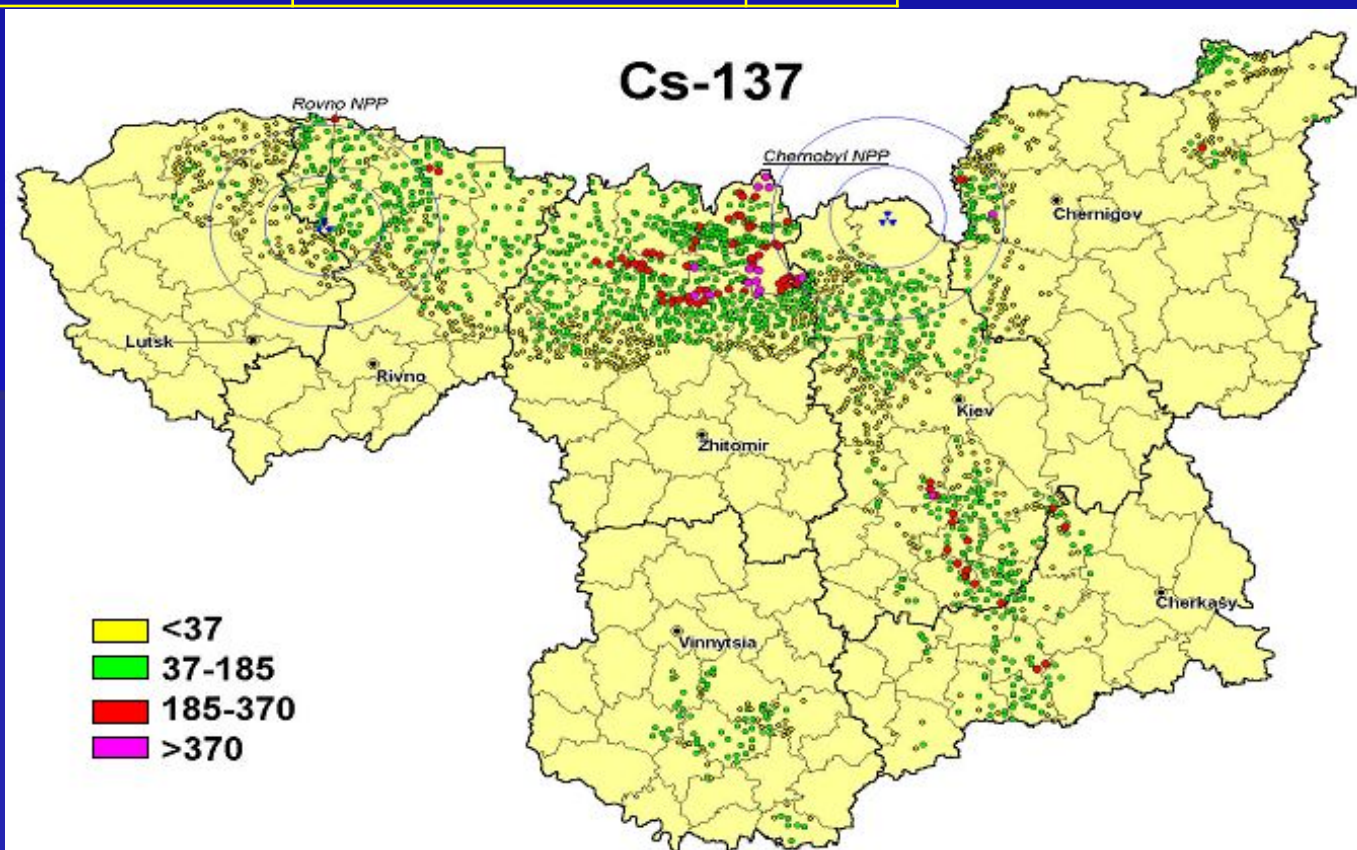 Cs-137
Rovno NPP
Chernobyl NPP
Chernigov
Lutsk
Rivno
Kiev
Zhitomir
Cherkasy
Vinnytsia
<37
37-185
185-370
>370